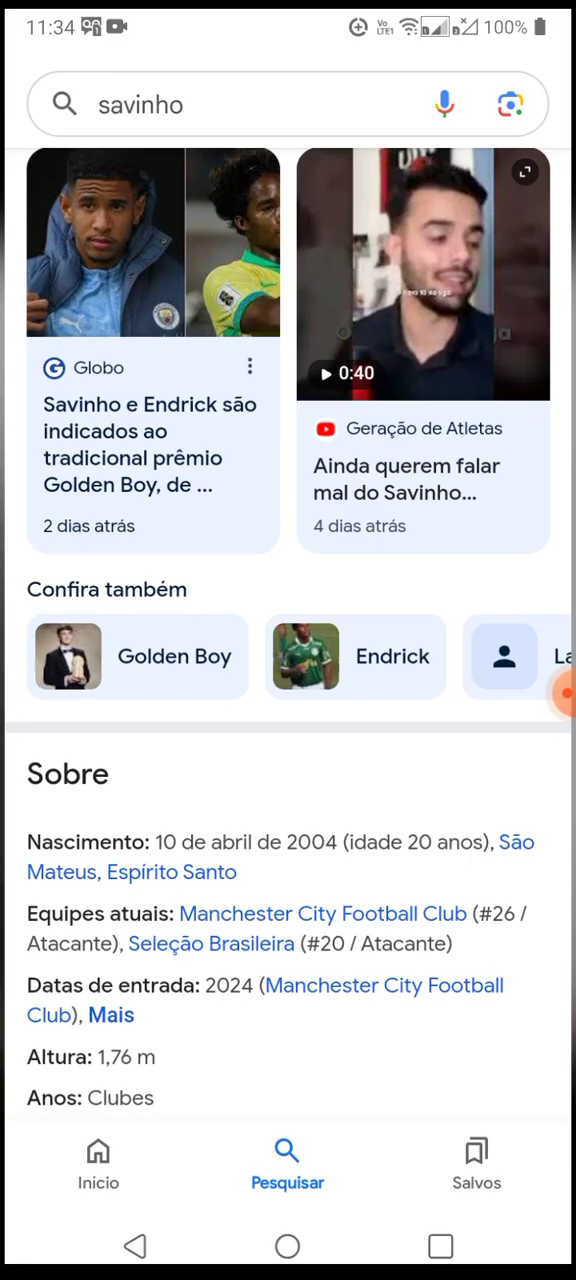 11:34
Vo
LTE1
100%
savinho
Globo
Savinho e Endrick são
indicados ao
tradicional prêmio
Golden Boy, de ...
2 dias atrás
0:40
Geração de Atletas
Ainda querem falar
mal do Savinho...
4 dias atrás
Confira também
Golden Boy
Endrick
La
Sobre
Nascimento: 10 de abril de 2004 (idade 20 anos), São
Mateus, Espírito Santo
Equipes atuais: Manchester City Football Club (#26 /
Atacante), Seleção Brasileira (#20 / Atacante)
Datas de entrada: 2024 (Manchester City Football
Club), Mais
Altura: 1,76 m
Anos: Clubes
Início
Pesquisar
Salvos